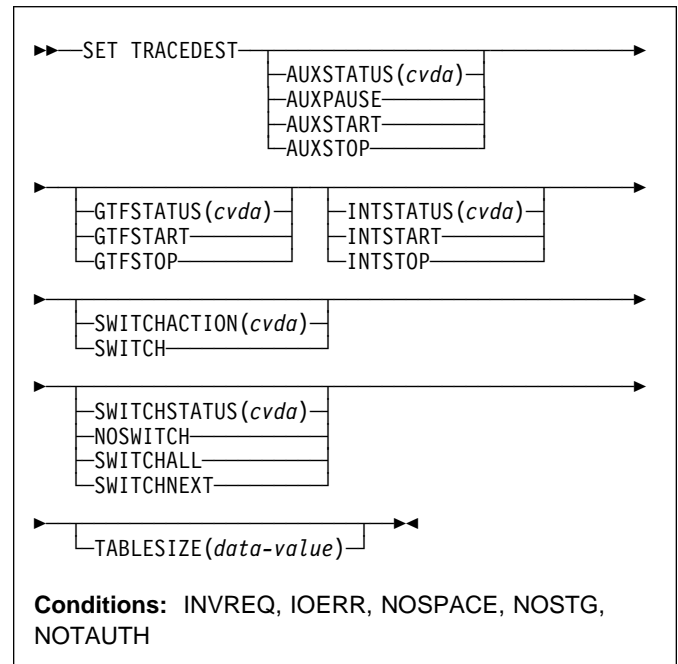 SET TRACEDEST
AUXSTATUS(cvda)
AUXPAUSE
AUXSTART
AUXSTOP
GTFSTATUS(cvda) INTSTATUS(cvda)
GTFSTART INTSTART
GTFSTOP INTSTOP
SWITCHACTION(cvda)
SWITCH
SWITCHSTATUS(cvda)
NOSWITCH
SWITCHALL
SWITCHNEXT
TABLESIZE(data-value)
Conditions: INVREQ, IOERR, NOSPACE, NOSTG,
NOTAUTH